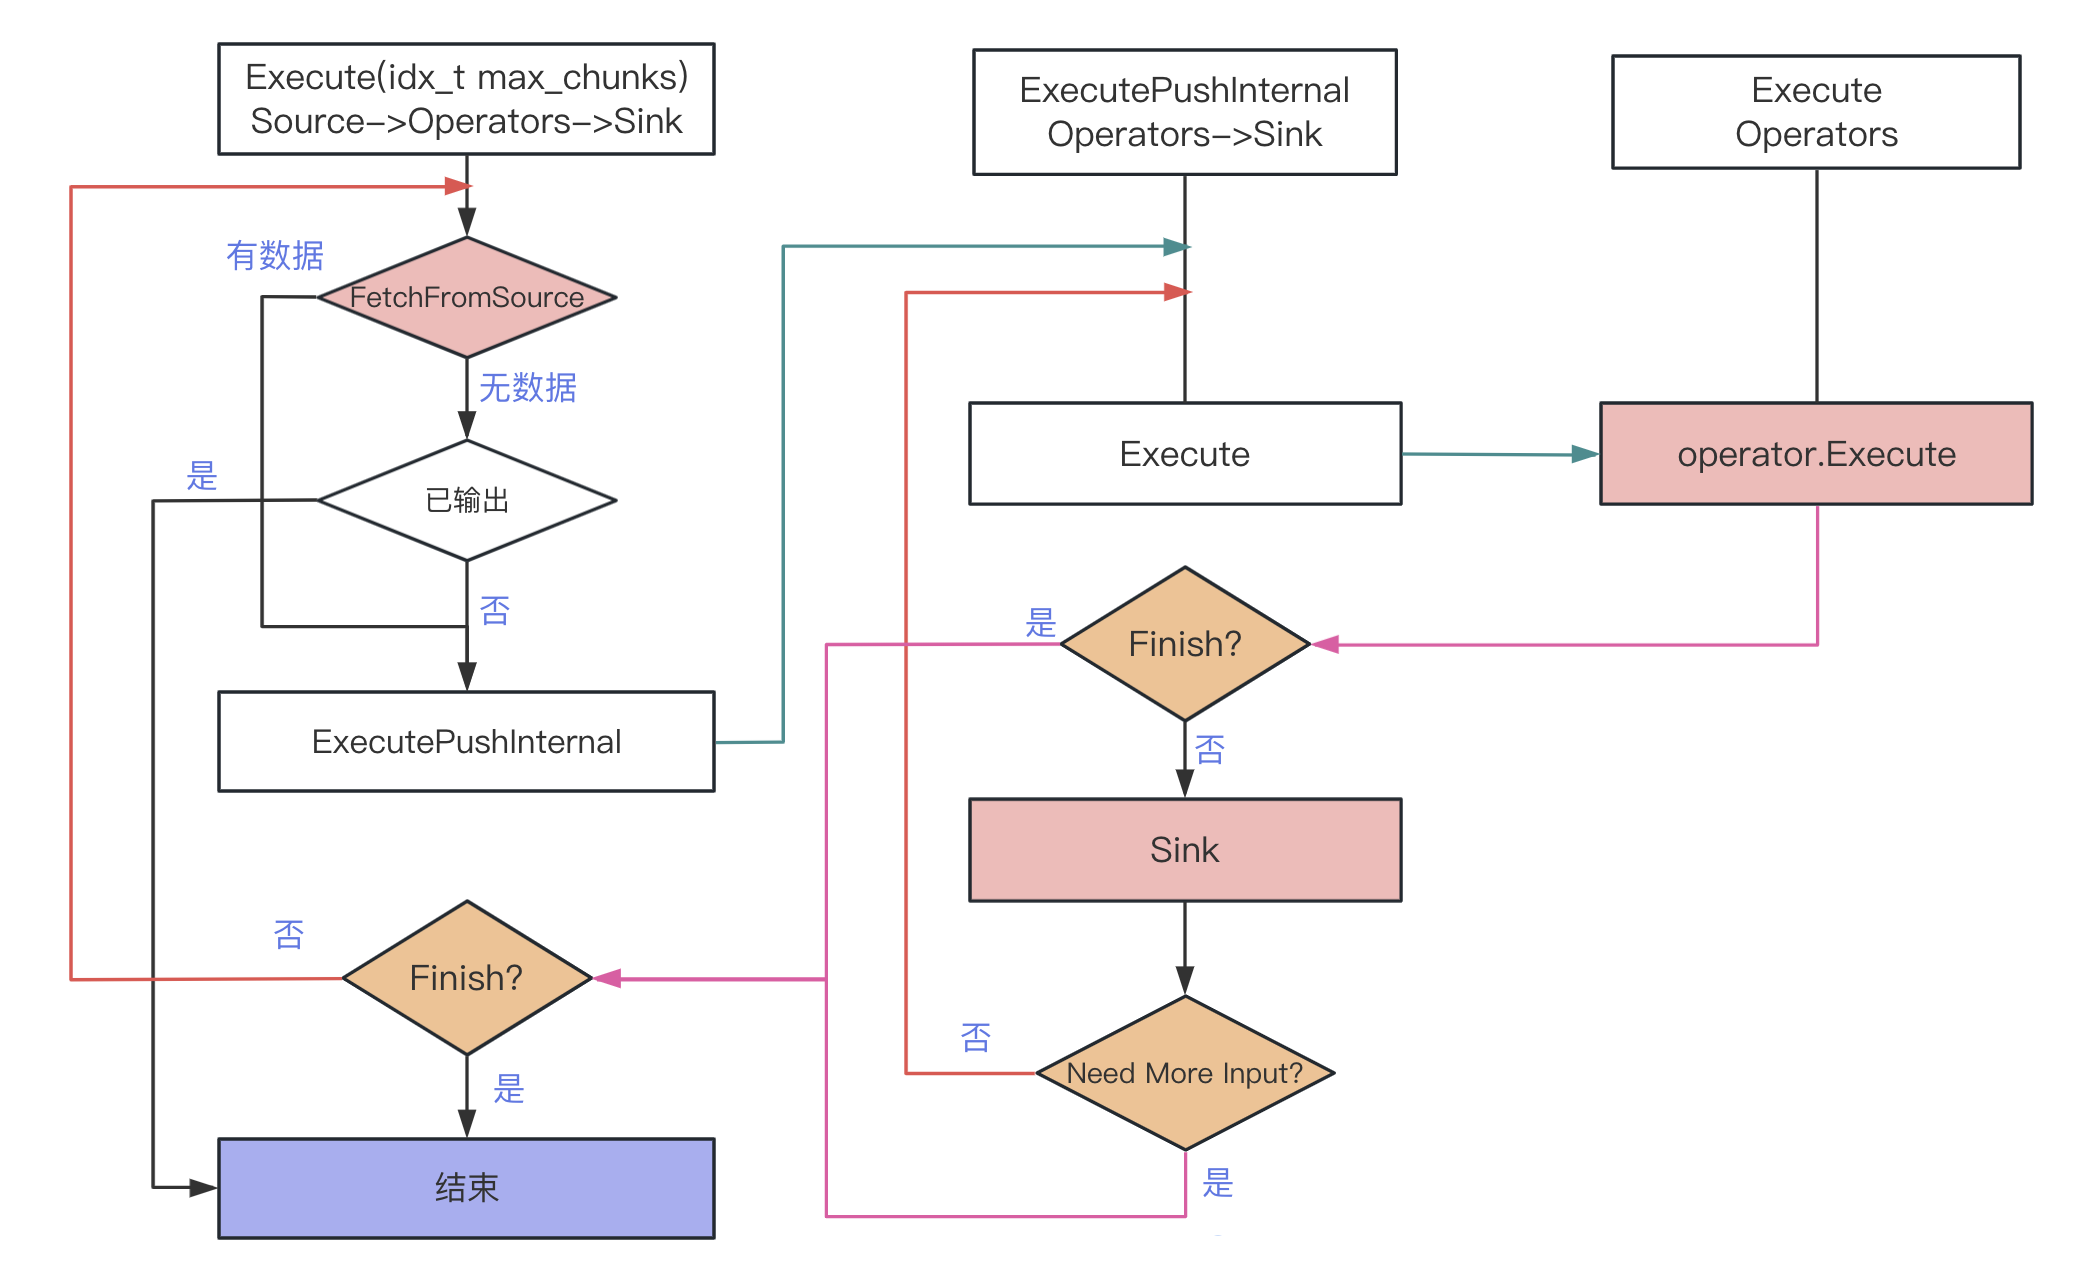 Execute(idx_t max_chunks)
Source->Operators->Sink
有数据
FetchFromSource
无数据
是
已输出
否
ExecutePushInternal
否
Finish?
是
结束
ExecutePushInternal
Operators->Sink
Execute
是
Finish?
否
Sink
否
Need More Input?
是
Execute
Operators
operator.Execute